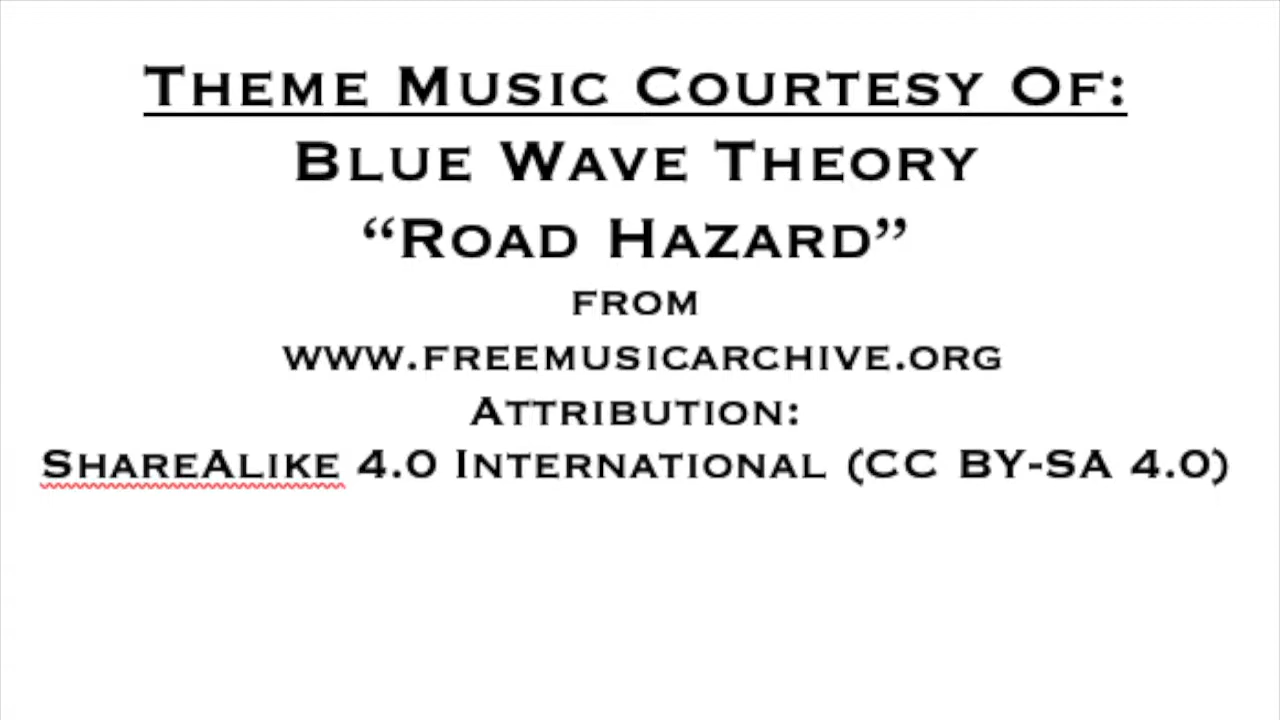 Theme Music Courtesy Of:
Blue Wave Theory
“Road Hazard”
from
www.freemusicarchive.org
Attribution:
ShareAlike 4.0 International (CC BY-SA 4.0)